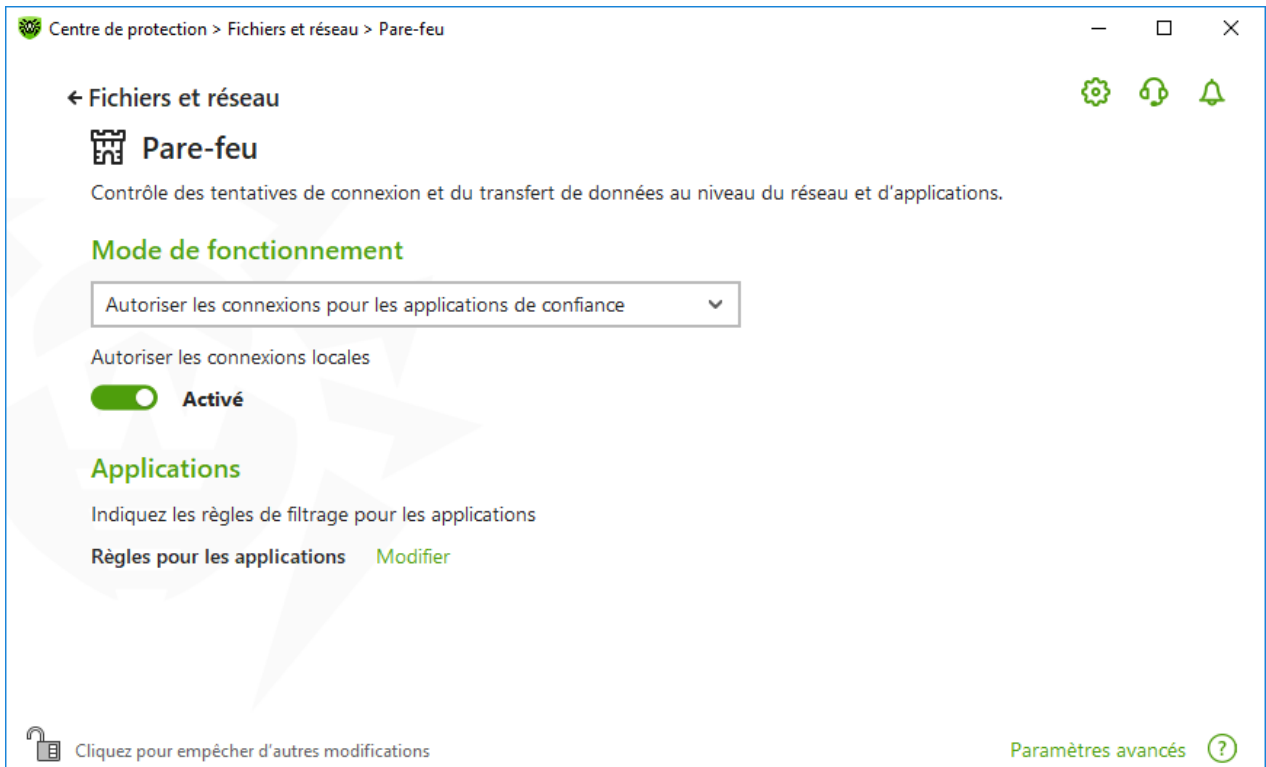 Centre de protection > Fichiers et réseau > Pare-feu
Fichiers et réseau
Pare-feu
Contrôle des tentatives de connexion et du transfert de données au niveau du réseau et d'applications.
Mode de fonctionnement
Autoriser les connexions pour les applications de confiance
Autoriser les connexions locales
Activé
Applications
Indiquez les règles de filtrage pour les applications
Règles pour les applications Modifier
Cliquez pour empêcher d'autres modifications Paramètres avancés ?